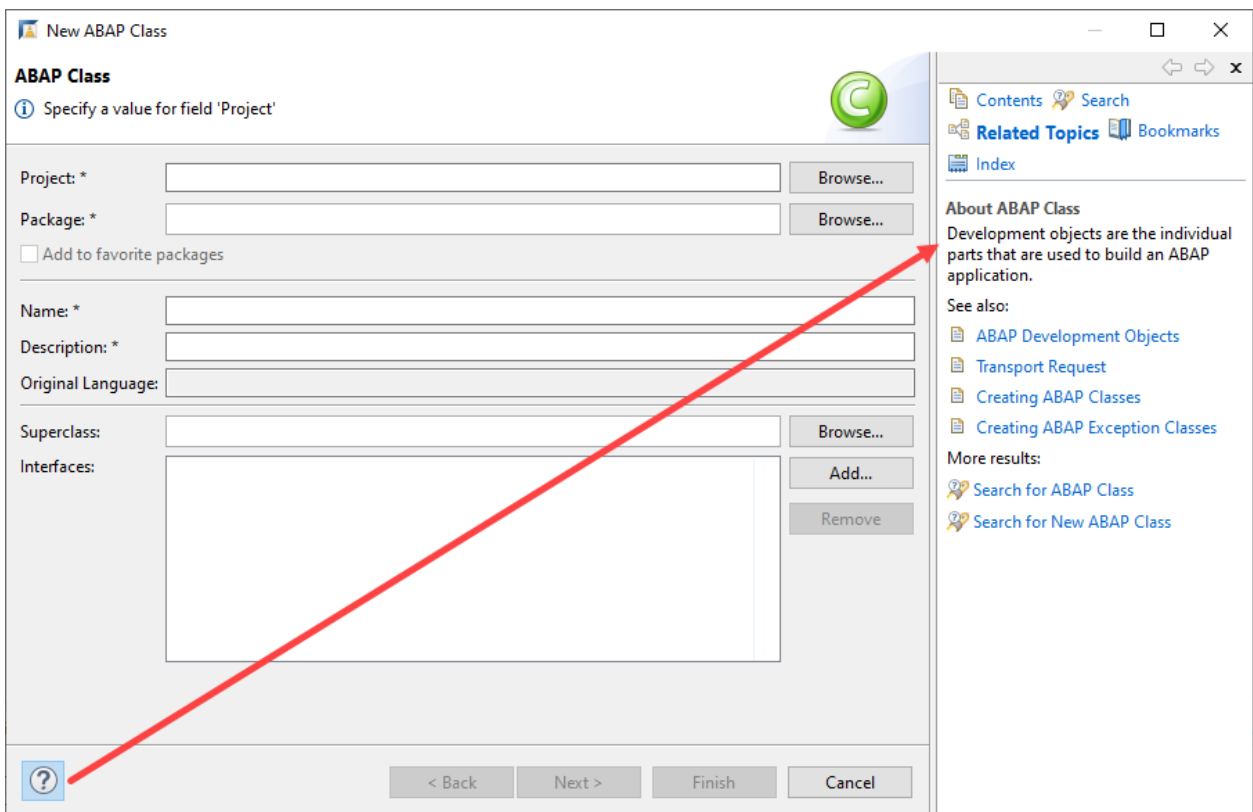 New ABAP Class
ABAP Class
Specify a value for field 'Project'
Project: *
Browse...
Package: *
Browse...
Add to favorite packages
Name: *
Description: *
Original Language:
Superclass:
Browse...
Interfaces:
Add...
Remove
< Back
Next >
Finish
Cancel
Contents Search
Related Topics Bookmarks
Index
About ABAP Class
Development objects are the individual
parts that are used to build an ABAP
application.
See also:
ABAP Development Objects
Transport Request
Creating ABAP Classes
Creating ABAP Exception Classes
More results:
Search for ABAP Class
Search for New ABAP Class